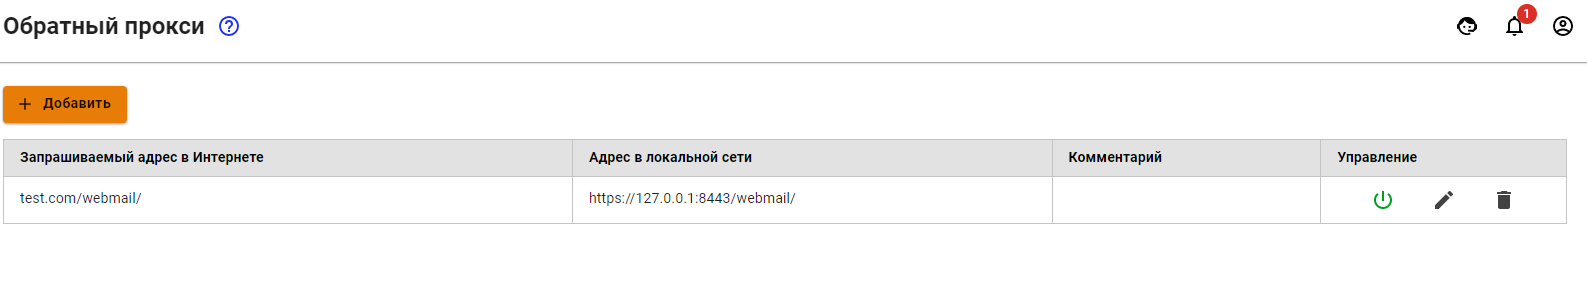 Обратный прокси ?
1
+ Добавить
Запрашиваемый адрес в Интернете Адрес в локальной сети Комментарий Управление
test.com/webmail/ https://127.0.0.1:8443/webmail/